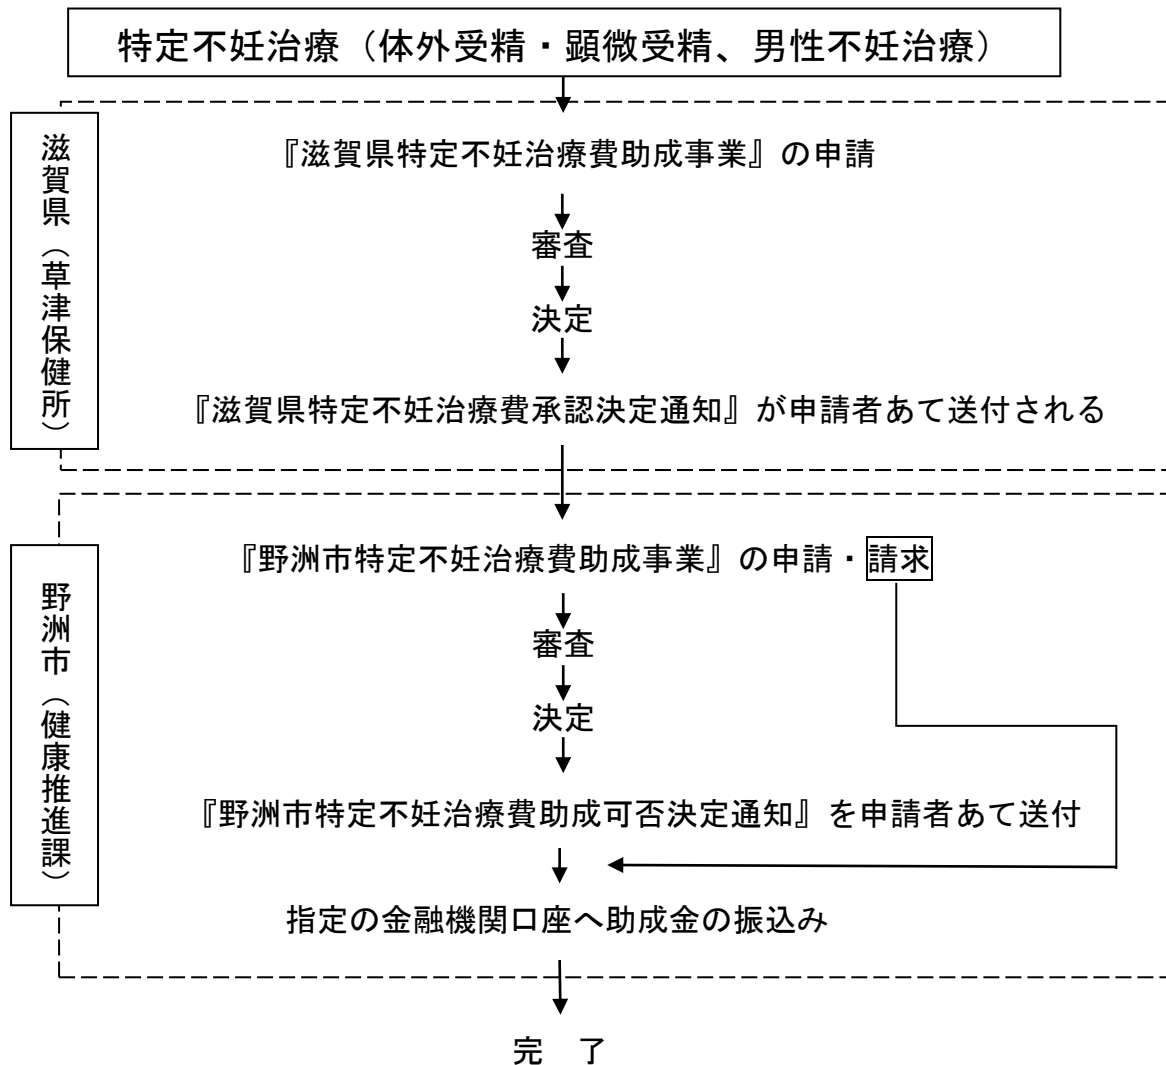 特定不妊治療（体外受精・顕微受精、男性不妊治療）
滋賀県（草津保健所）
『滋賀県特定不妊治療費助成事業』の申請
審査
決定
『滋賀県特定不妊治療費承認決定通知』が申請者あて送付される
野洲市（健康推進課）
『野洲市特定不妊治療費助成事業』の申請・請求
審査
決定
『野洲市特定不妊治療費助成可否決定通知』を申請者あて送付
指定の金融機関口座へ助成金の振込み
完　了